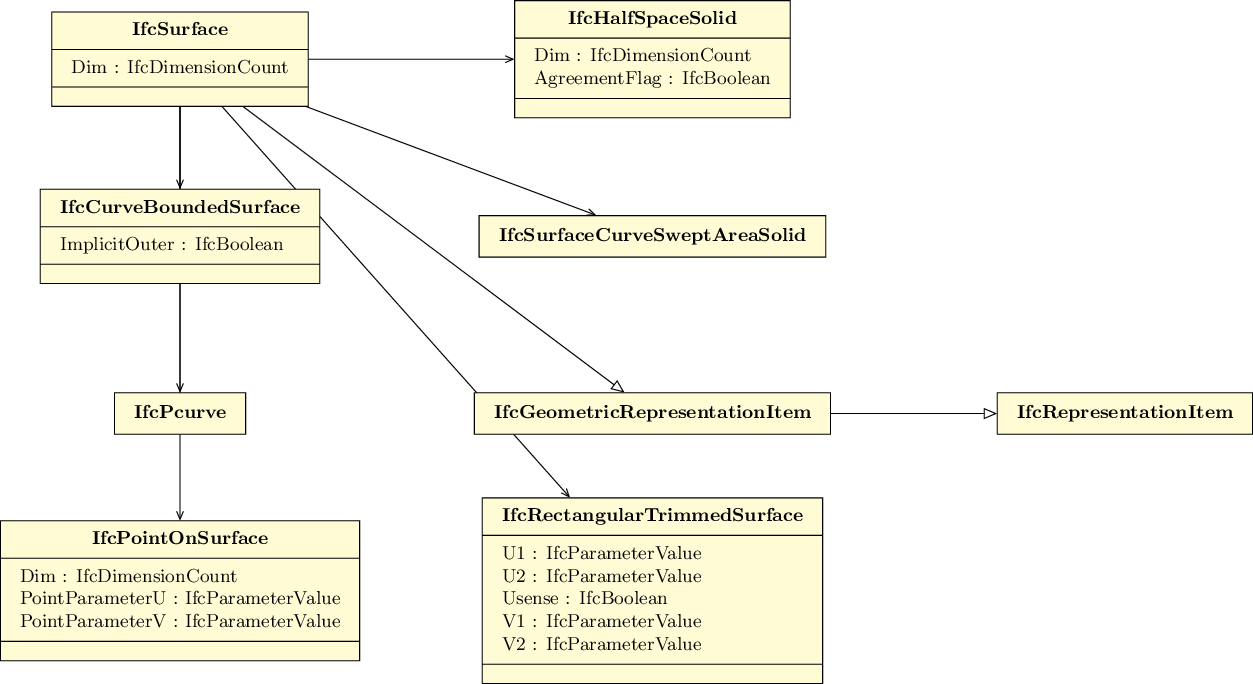 IfcSurface
Dim : IfcDimensionCount
IfcHalfSpaceSolid
Dim : IfcDimensionCount
AgreementFlag : IfcBoolean
IfcCurveBoundedSurface
ImplicitOuter : IfcBoolean
IfcSurfaceCurveSweptAreaSolid
IfcPcurve
IfcGeometricRepresentationItem
IfcRepresentationItem
IfcPointOnSurface
Dim : IfcDimensionCount
PointParameterU : IfcParameterValue
PointParameterV : IfcParameterValue
IfcRectangularTrimmedSurface
U1 : IfcParameterValue
U2 : IfcParameterValue
Usense : IfcBoolean
V1 : IfcParameterValue
V2 : IfcParameterValue